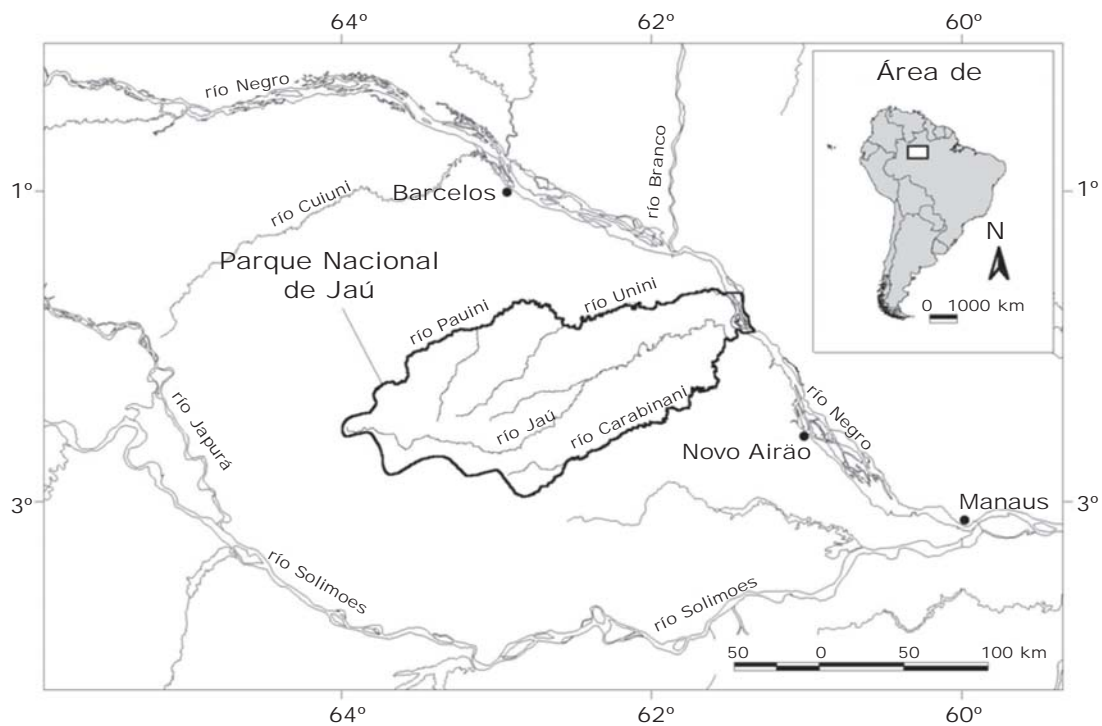 64º
62º
60º
río Negro
Área de
río Branco
1º
río Cuiuni
Barcelos
1º
N
0 1000 km
Parque Nacional
de Jaú
río Pauini
río Unini
río Japurá
río Jaú
río Carabinani
río Negro
Novo Airäo
3º
Manaus
3º
río Solimoes
río Solimoes
50 0 50 100 km
64º
62º
60º